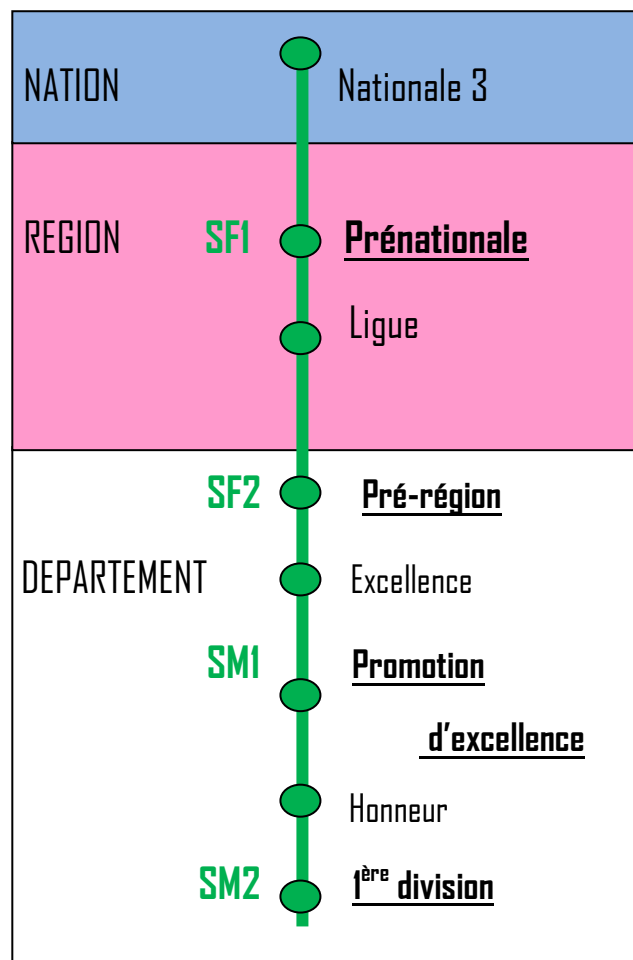 NATION Nationale 3
REGION SF1 Prénationale
Ligue
SF2 Pré-région
DEPARTEMENT Excellence
SM1 Promotion
d'excellence
Honneur
SM2 1ère division